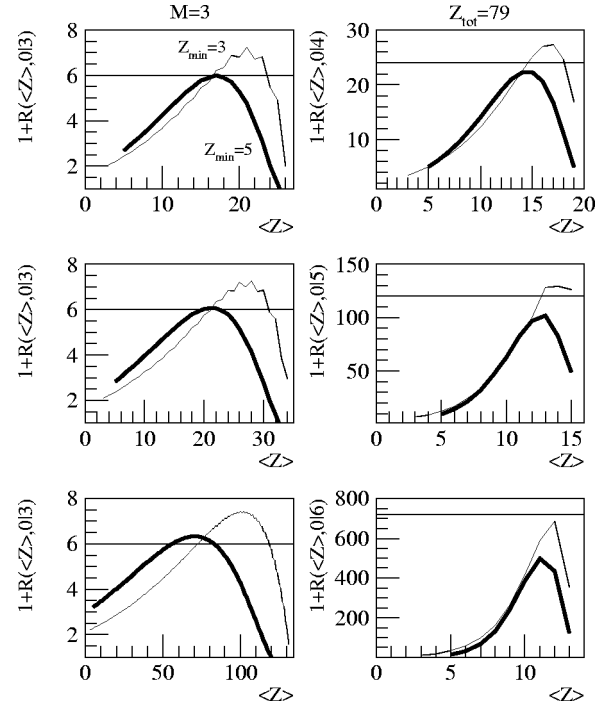 M=3
Z_tot=79
1+R(<Z>,0|3)
8
6
4
2
Z_min=3
Z_min=5
0 10 20
<Z>
1+R(<Z>,0|4)
30
20
10
0 5 10 15 20
<Z>
1+R(<Z>,0|3)
8
6
4
2
0 10 20 30
<Z>
1+R(<Z>,0|5)
150
100
50
0 5 10 15
<Z>
1+R(<Z>,0|3)
8
6
4
2
0 50 100
<Z>
1+R(<Z>,0|6)
800
600
400
200
0 5 10
<Z>